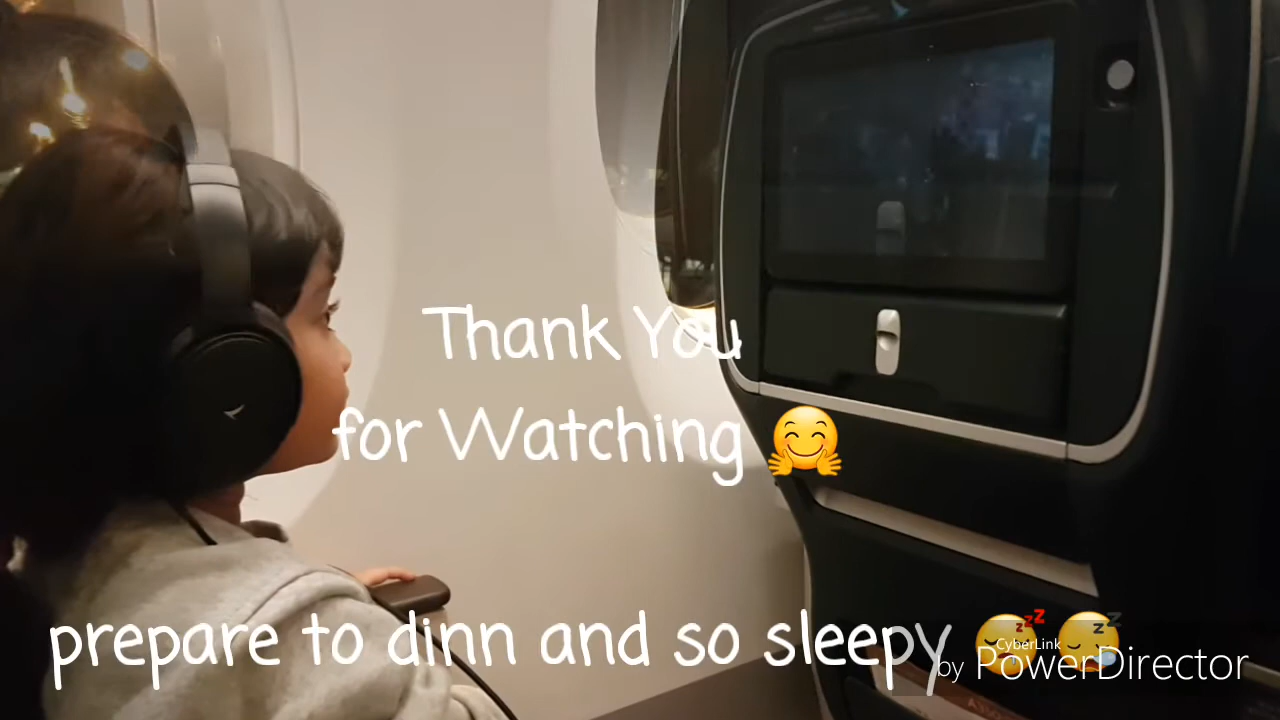 Thank You
for Watching 🤗
prepare to dinn and so sleepy 😴😴
CyberLink
by PowerDirector